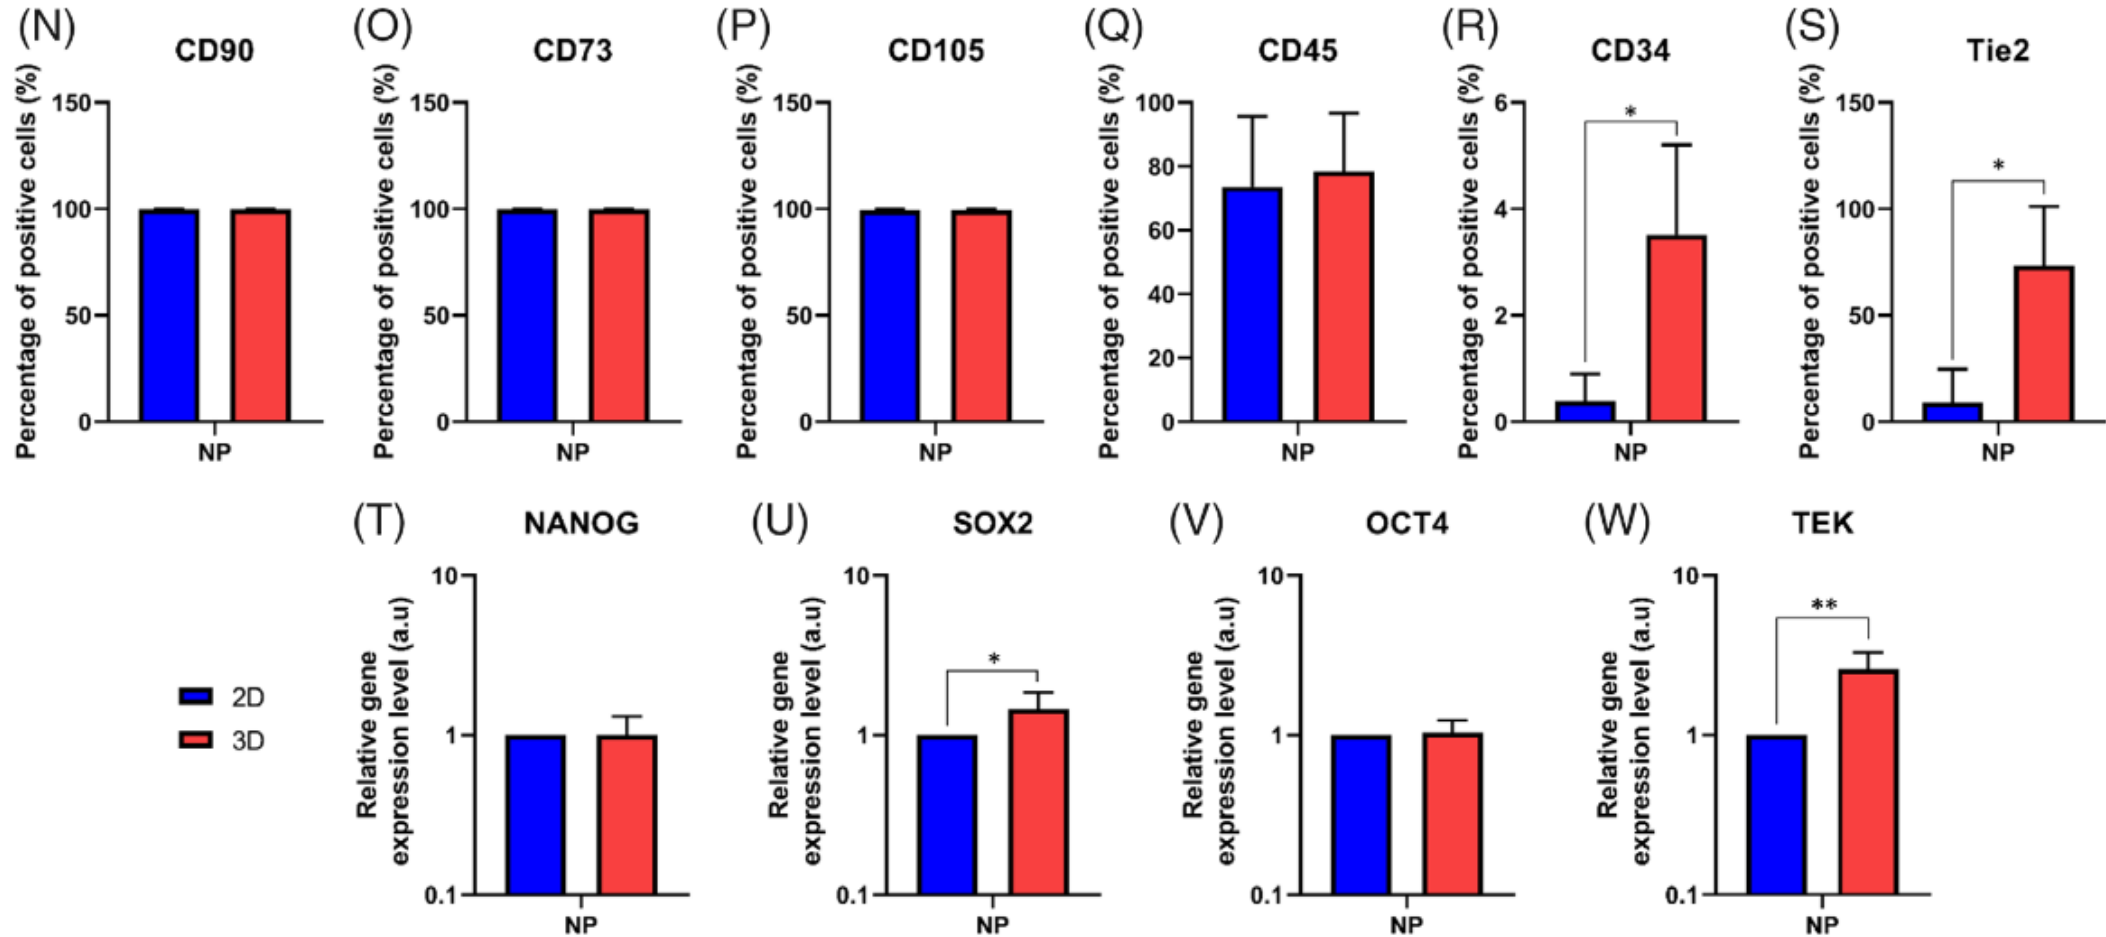 (N) CD90
Percentage of positive cells (%)
150
100
50
0
NP
(O) CD73
Percentage of positive cells (%)
150
100
50
0
NP
(P) CD105
Percentage of positive cells (%)
150
100
50
0
NP
(Q) CD45
Percentage of positive cells (%)
100
80
60
40
20
0
NP
(R) CD34
Percentage of positive cells (%)
6
4
2
0
*
NP
(S) Tie2
Percentage of positive cells (%)
150
100
50
0
*
NP
2D
3D
(T) NANOG
Relative gene
expression level (a.u)
10
1
0.1
NP
(U) SOX2
Relative gene
expression level (a.u)
10
1
0.1
*
NP
(V) OCT4
Relative gene
expression level (a.u)
10
1
0.1
NP
(W) TEK
Relative gene
expression level (a.u)
10
1
0.1
**
NP